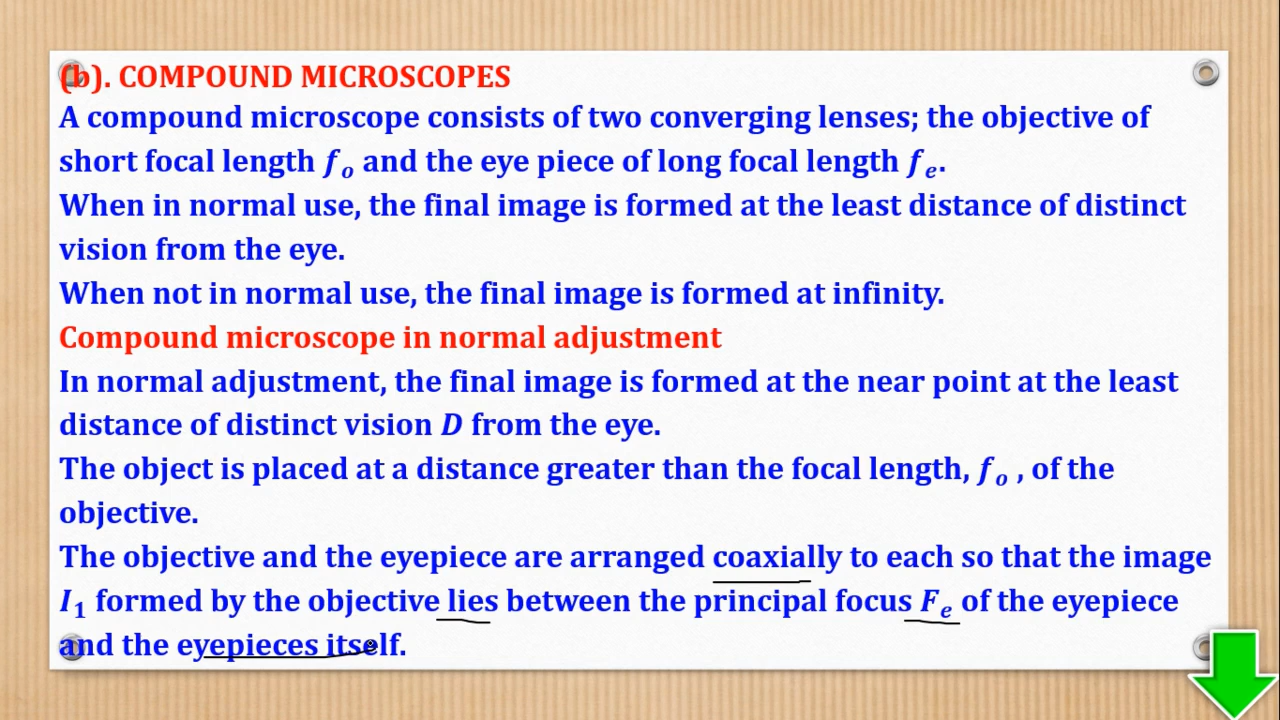 (b). COMPOUND MICROSCOPES
A compound microscope consists of two converging lenses; the objective of
short focal length fₒ and the eye piece of long focal length fₑ.
When in normal use, the final image is formed at the least distance of distinct
vision from the eye.
When not in normal use, the final image is formed at infinity.
Compound microscope in normal adjustment
In normal adjustment, the final image is formed at the near point at the least
distance of distinct vision D from the eye.
The object is placed at a distance greater than the focal length, fₒ , of the
objective.
The objective and the eyepiece are arranged coaxially to each so that the image
I₁ formed by the objective lies between the principal focus Fₑ of the eyepiece
and the eyepieces itself.